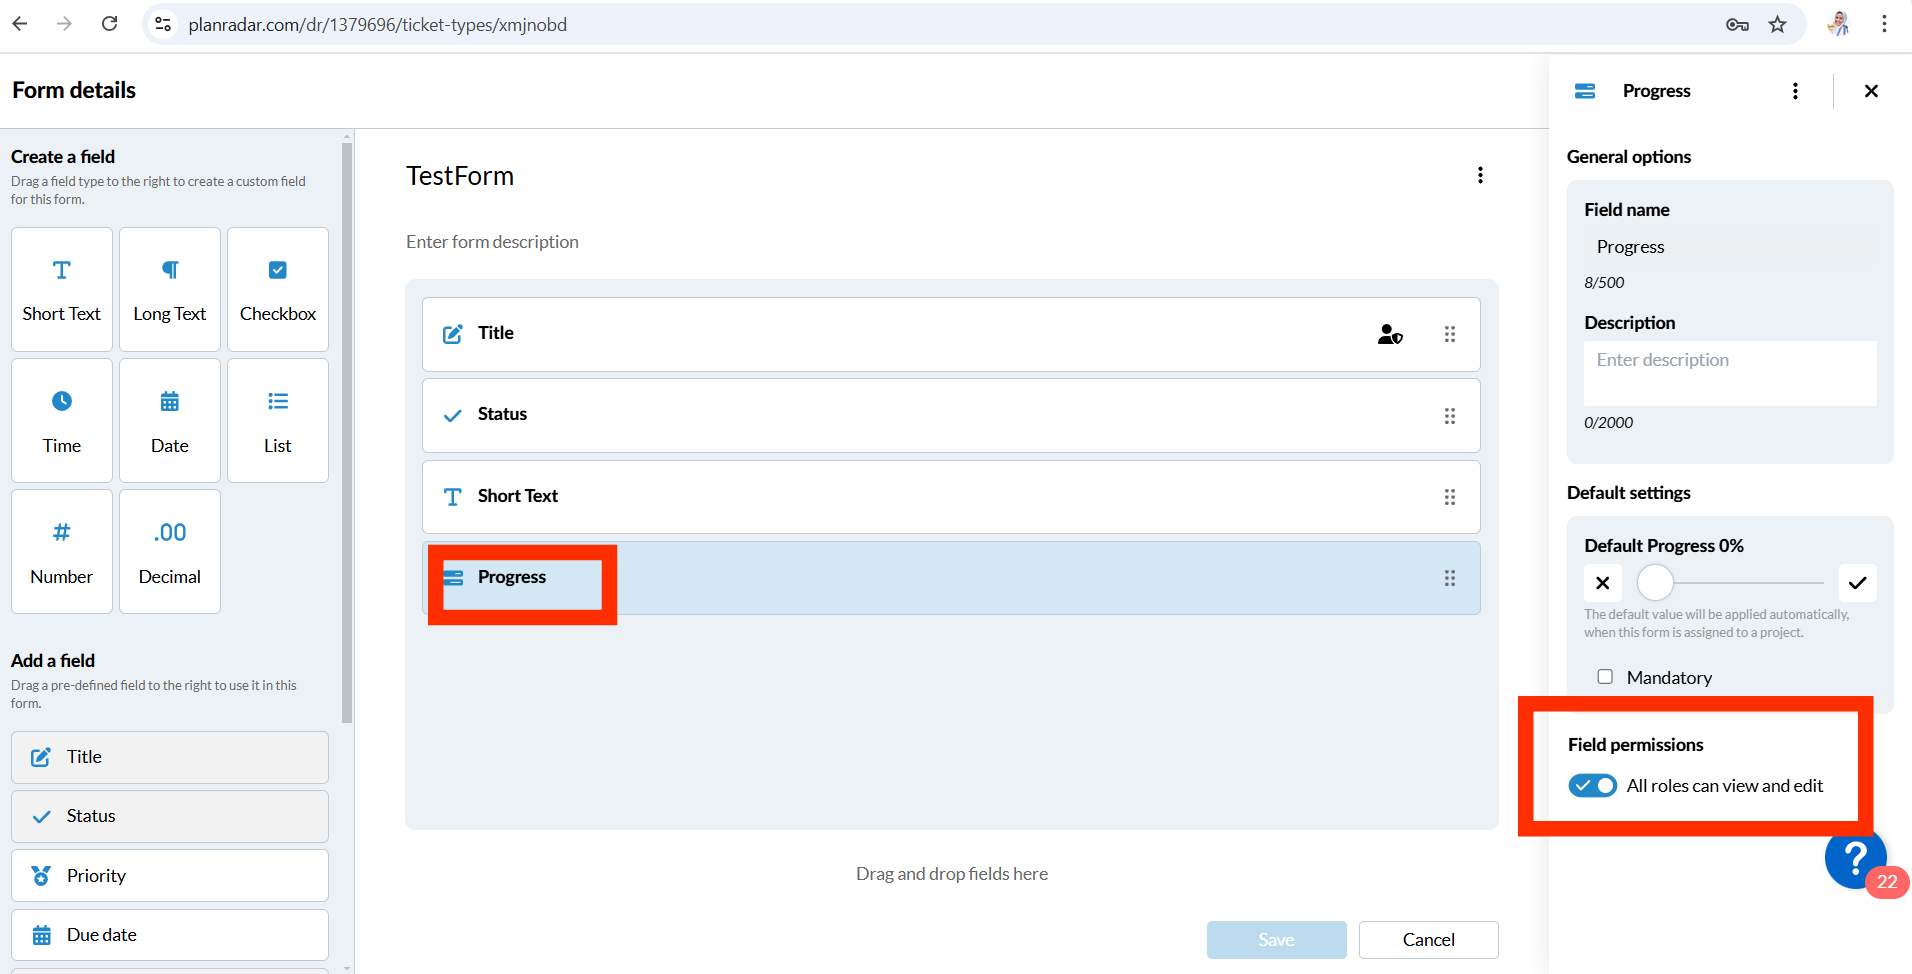 planradar.com/dr/1379696/ticket-types/xmjnobd
Form details
Create a field
Drag a field type to the right to create a custom field
for this form.
Short Text
Long Text
Checkbox
Time
Date
List
#
Number
.00
Decimal
Add a field
Drag a pre-defined field to the right to use it in this
form.
Title
Status
Priority
Due date
TestForm
Enter form description
Title
Status
Short Text
Progress
Drag and drop fields here
Save
Cancel
Progress
General options
Field name
Progress
8/500
Description
Enter description
0/2000
Default settings
Default Progress 0%
The default value will be applied automatically,
when this form is assigned to a project.
Mandatory
Field permissions
All roles can view and edit
?
22